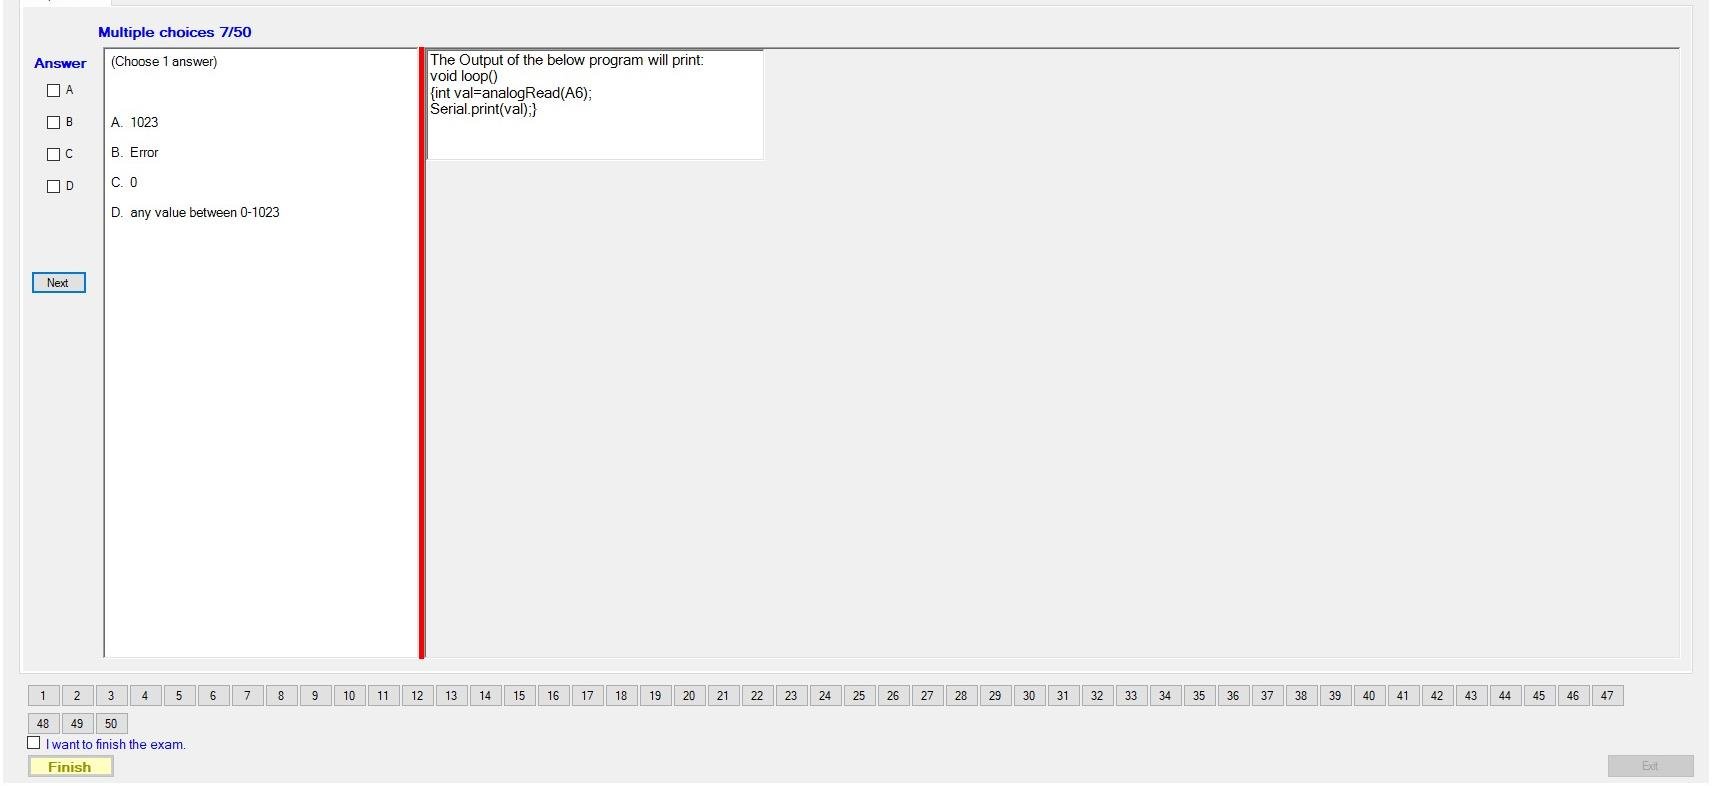 Multiple choices 7/50
Answer
A
B
C
D
Next
(Choose 1 answer)
A. 1023
B. Error
C. 0
D. any value between 0-1023
The Output of the below program will print:
void loop()
{int val=analogRead(A6);
Serial.print(val);}
1 2 3 4 5 6 7 8 9 10 11 12 13 14 15 16 17 18 19 20 21 22 23 24 25 26 27 28 29 30 31 32 33 34 35 36 37 38 39 40 41 42 43 44 45 46 47
48 49 50
I want to finish the exam.
Finish
Exit